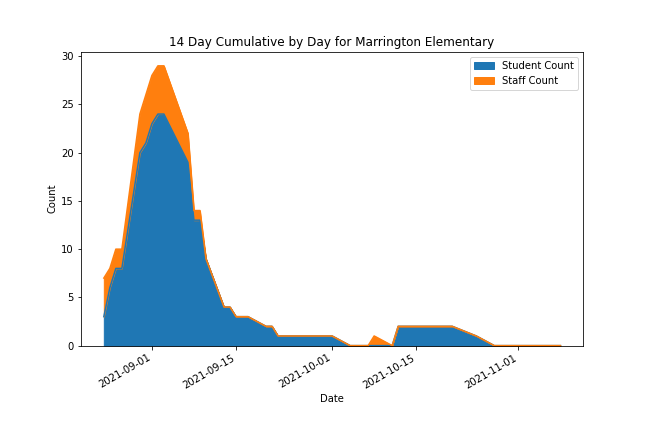 14 Day Cumulative by Day for Marrington Elementary
Student Count
Staff Count
Count
30
25
20
15
10
5
0
2021-09-01
2021-09-15
2021-10-01
2021-10-15
2021-11-01
Date